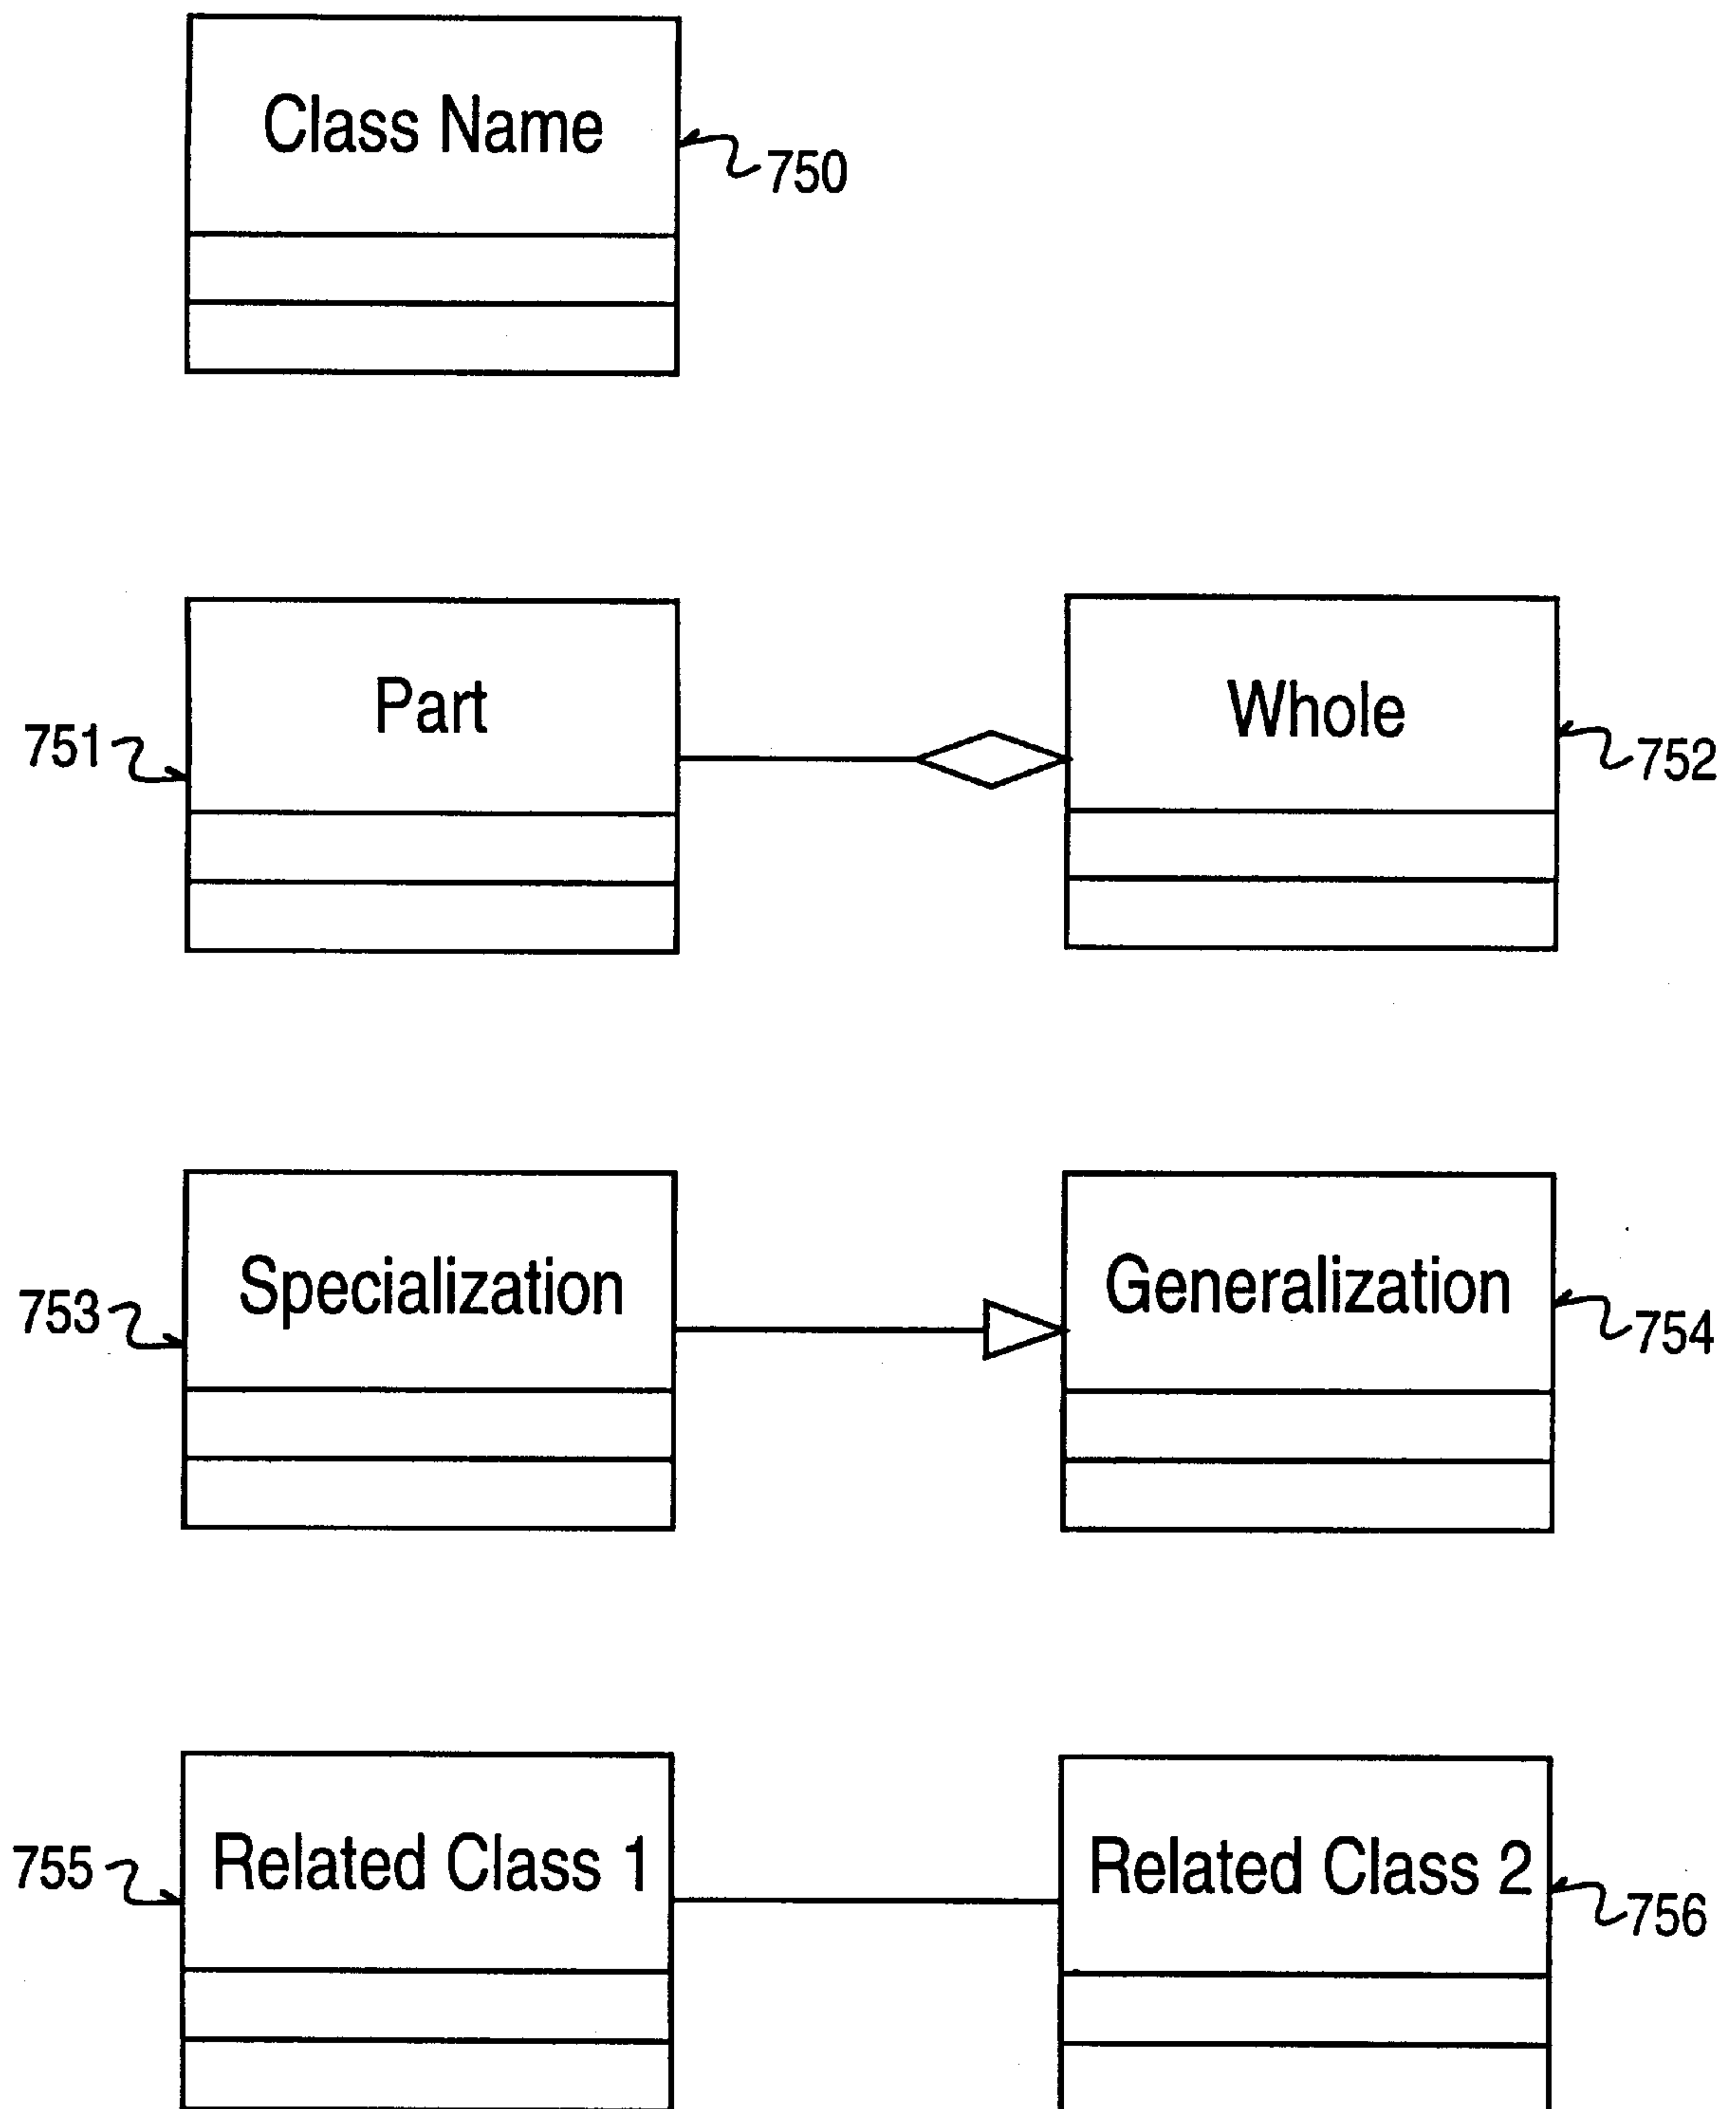 Class Name
750
Part
Whole
751
752
Specialization
Generalization
753
754
Related Class 1
Related Class 2
755
756